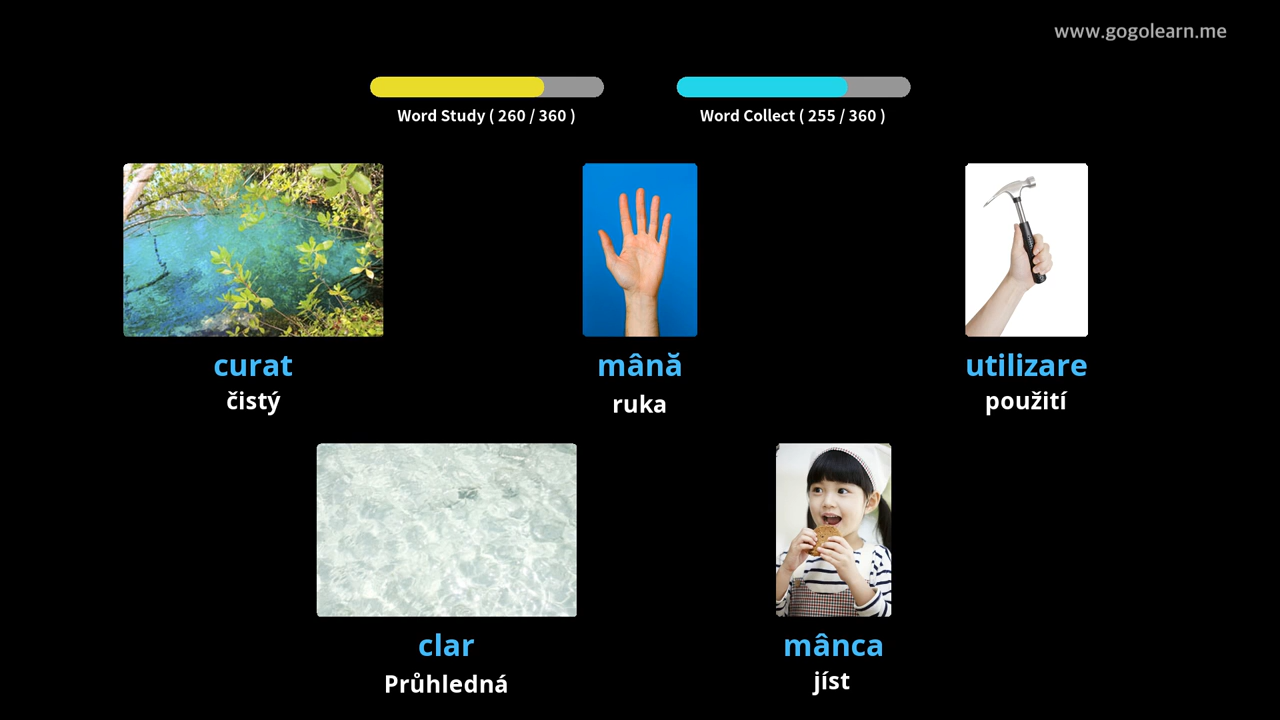 www.gogolearn.me
Word Study ( 260 / 360 )
Word Collect ( 255 / 360 )
curat
čistý
mână
ruka
utilizare
použití
clar
Průhledná
mânca
jíst